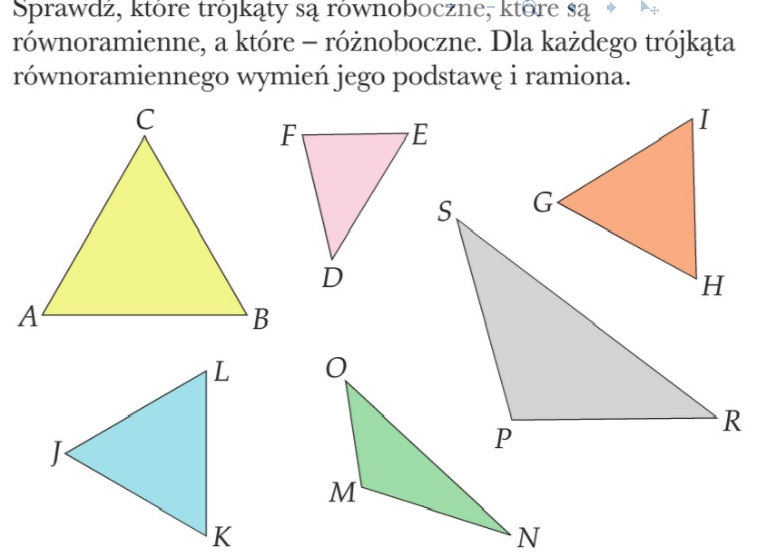 Sprawdź, które trójkąty są równoboczne, które są
równoramienne, a które – różnoboczne. Dla każdego trójkąta
równoramiennego wymień jego podstawę i ramiona.
C
F
E
I
S
G
D
H
A
B
L
O
R
P
J
M
K
N